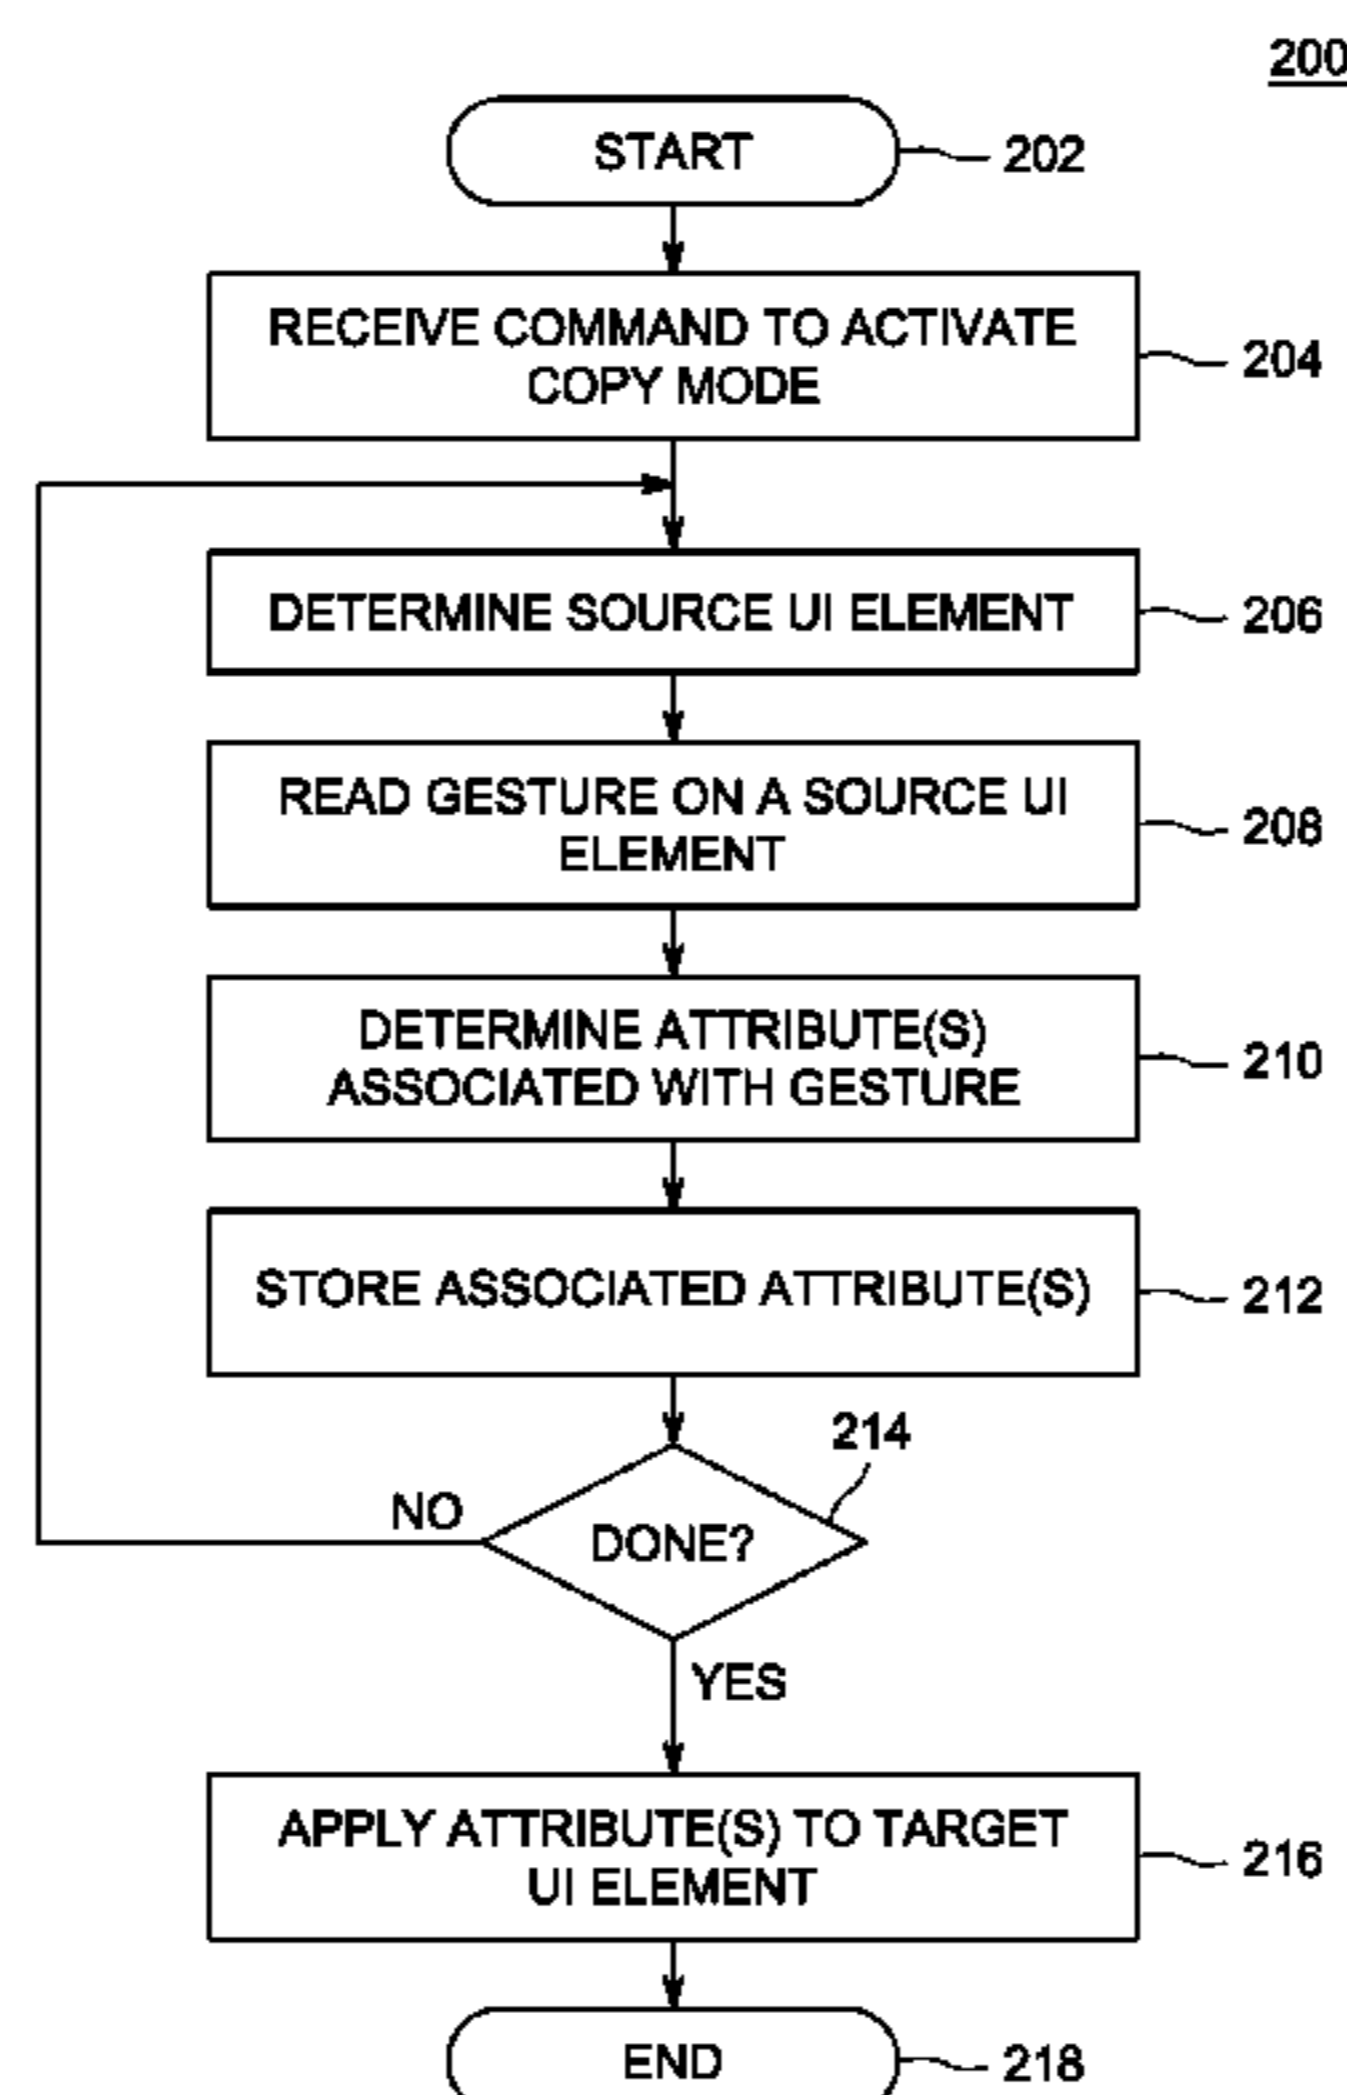 200
START
202
RECEIVE COMMAND TO ACTIVATE
COPY MODE
204
DETERMINE SOURCE UI ELEMENT
206
READ GESTURE ON A SOURCE UI
ELEMENT
208
DETERMINE ATTRIBUTE(S)
ASSOCIATED WITH GESTURE
210
STORE ASSOCIATED ATTRIBUTE(S)
212
214
NO
DONE?
YES
APPLY ATTRIBUTE(S) TO TARGET
UI ELEMENT
216
END
218